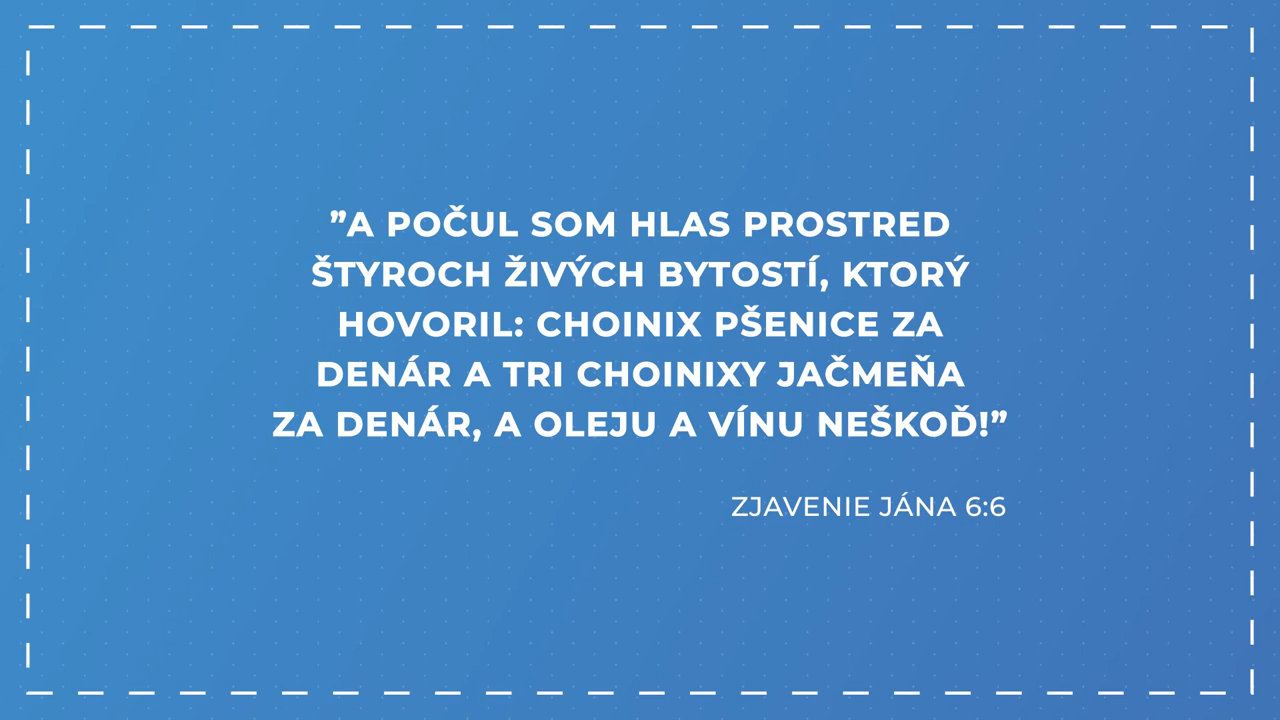 ”A POČUL SOM HLAS PROSTRED
ŠTYROCH ŽIVÝCH BYTOSTÍ, KTORÝ
HOVORIL: CHOINIX PŠENICE ZA
DENÁR A TRI CHOINIXY JAČMEŇA
ZA DENÁR, A OLEJU A VÍNU NEŠKOĎ!”
ZJAVENIE JÁNA 6:6